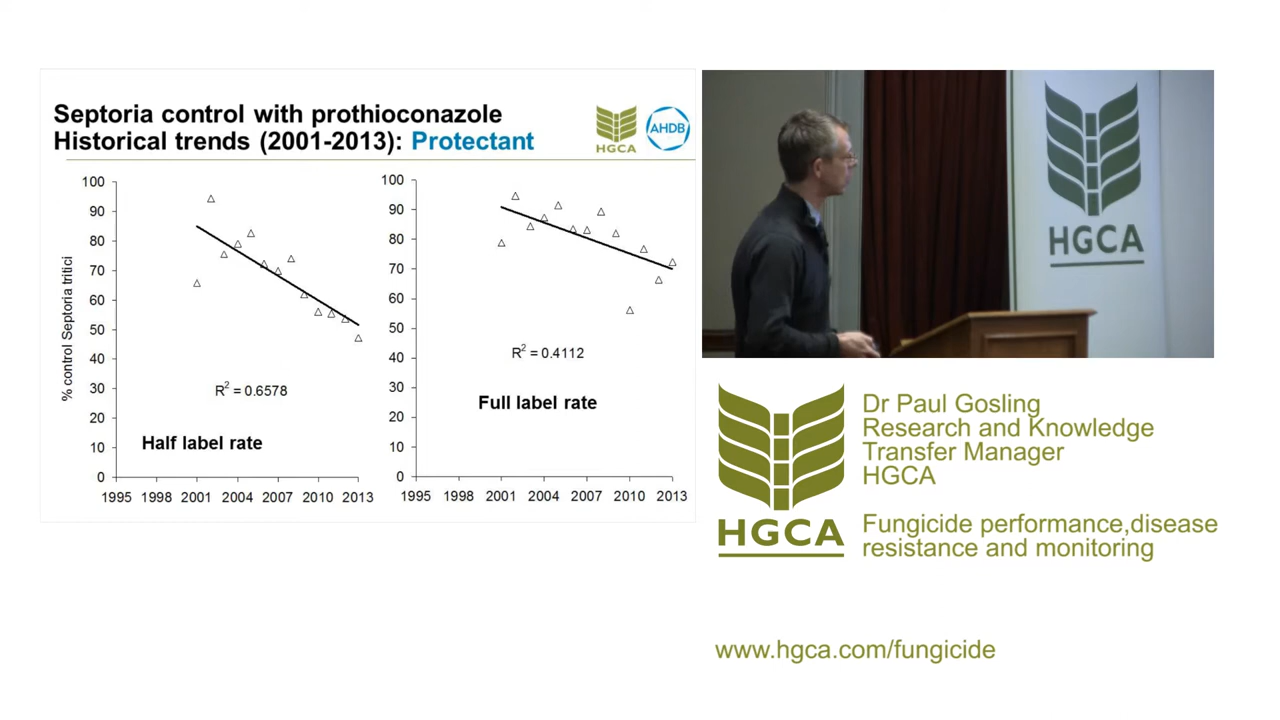 Septoria control with prothioconazole
Historical trends (2001-2013): Protectant
HGCA
AHDB
% control Septoria tritici
100
90
80
70
60
50
40
30
20
10
0
1995 1998 2001 2004 2007 2010 2013
R² = 0.6578
Half label rate
100
90
80
70
60
50
40
30
20
10
0
1995 1998 2001 2004 2007 2010 2013
R² = 0.4112
Full label rate
HGCA
HGCA
Dr Paul Gosling
Research and Knowledge
Transfer Manager
HGCA
Fungicide performance,disease
resistance and monitoring
www.hgca.com/fungicide